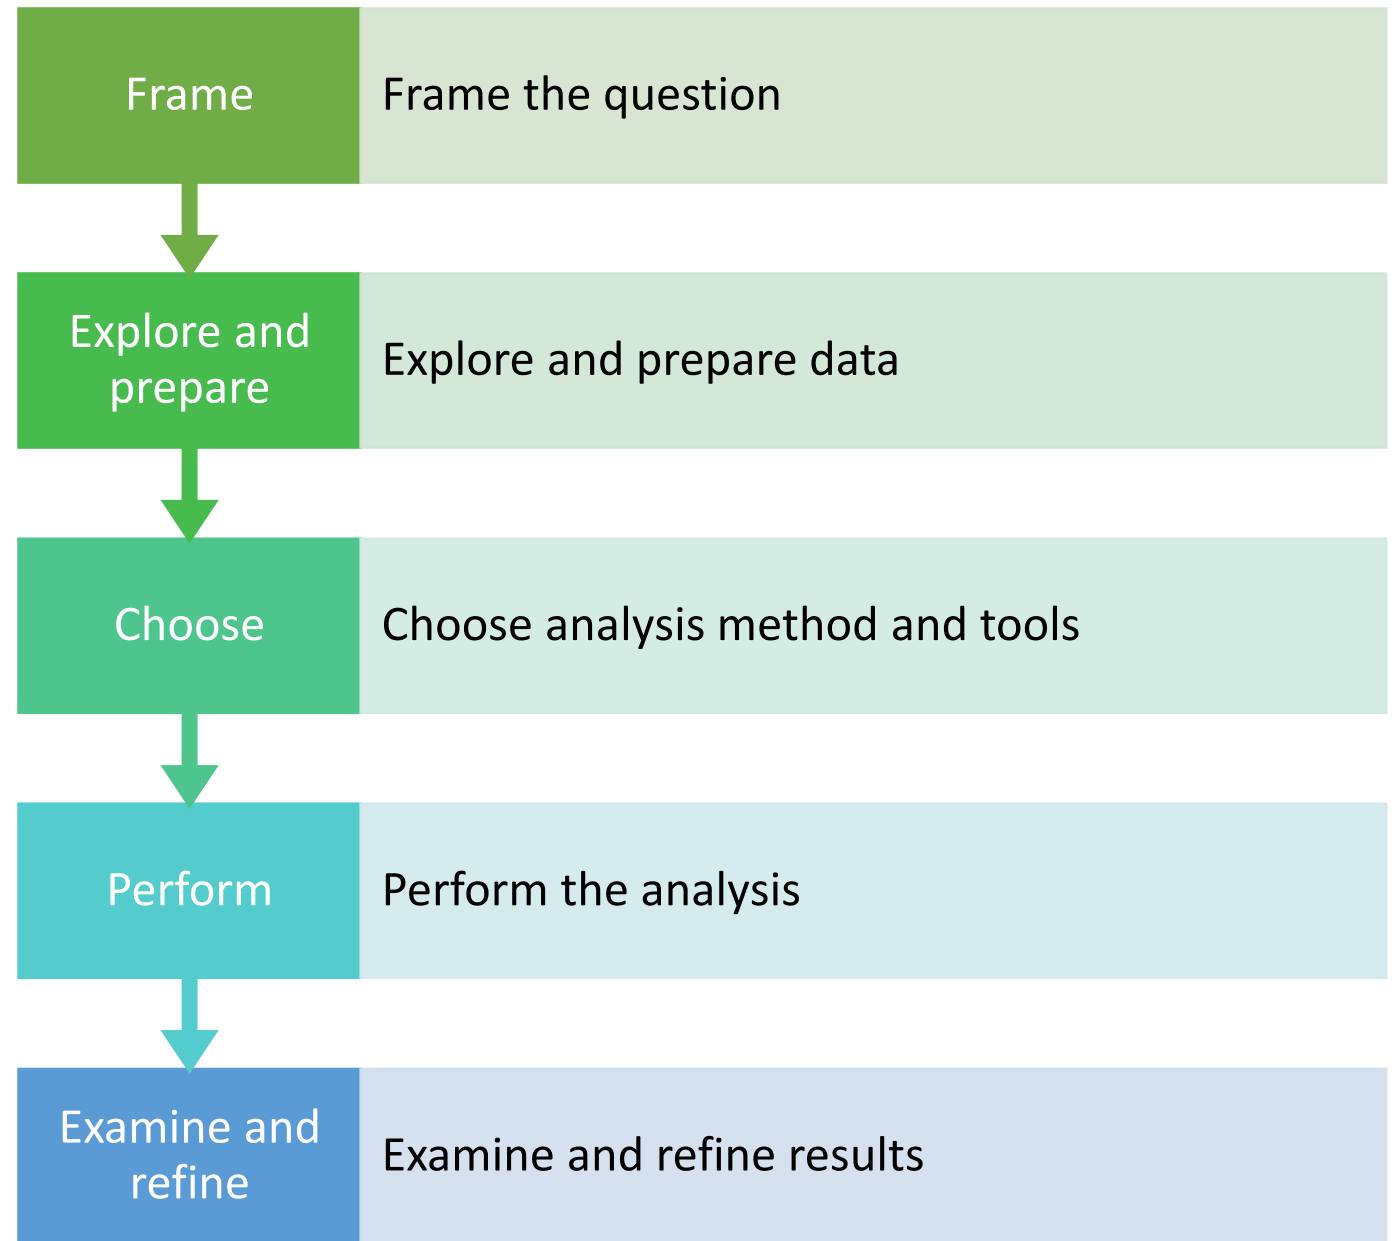 Frame
Frame the question
Explore and
prepare
Explore and prepare data
Choose
Choose analysis method and tools
Perform
Perform the analysis
Examine and
refine
Examine and refine results